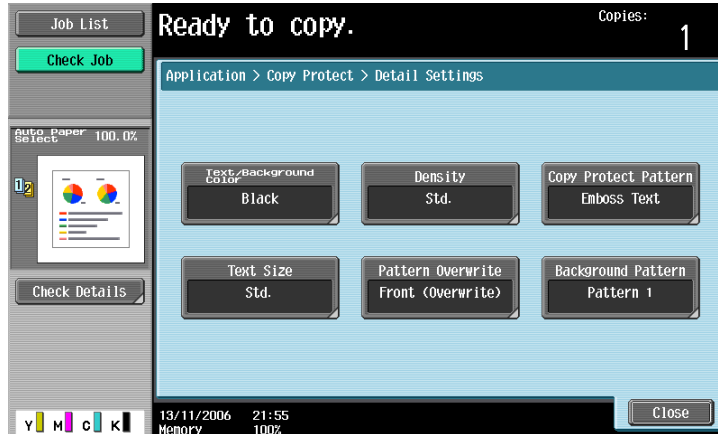 Job List
Check Job
Ready to copy.
Copies:
1
Application > Copy Protect > Detail Settings
Auto Paper
Select
100.0%
1 2
Text/Background
Color
Black
Density
Std.
Copy Protect Pattern
Emboss Text
Text Size
Std.
Pattern Overwrite
Front (Overwrite)
Background Pattern
Pattern 1
Check Details
Y M C K
13/11/2006 21:55
Memory 100%
Close